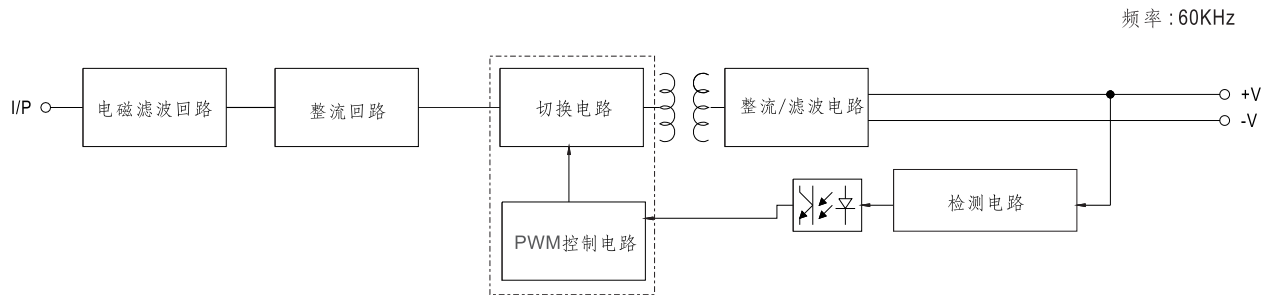 频率 : 60KHz
I/P
电磁滤波回路
整流回路
切换电路
整流/滤波电路
+V
-V
检测电路
PWM控制电路